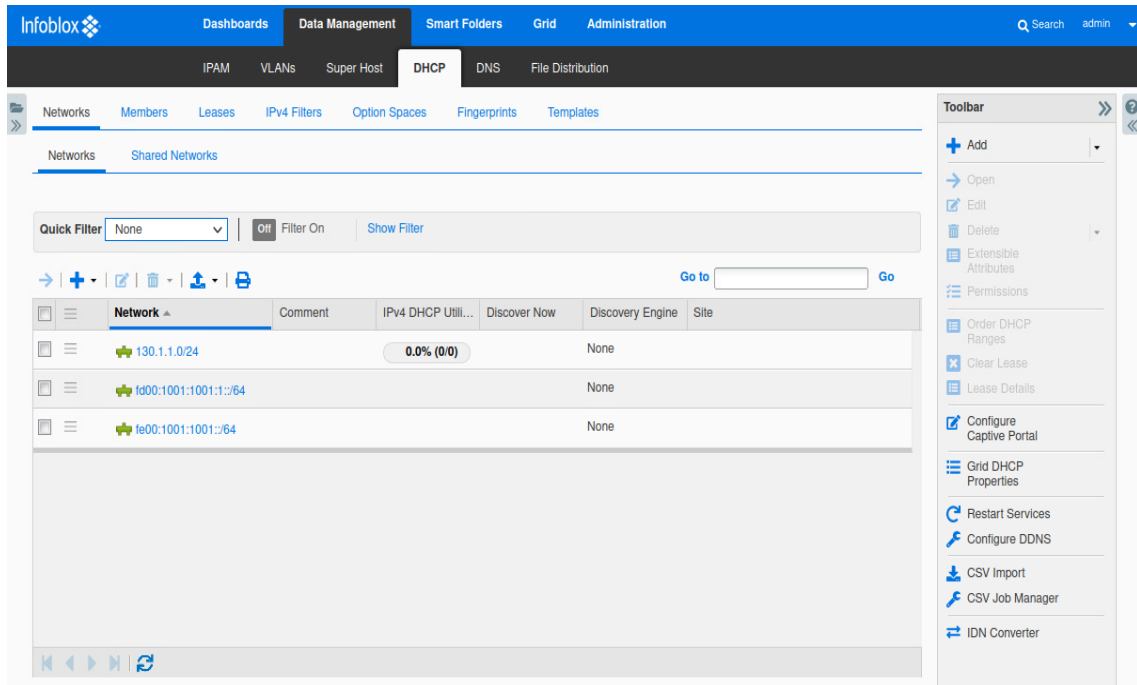 Infoblox Dashboards Data Management Smart Folders Grid Administration Search admin
IPAM VLANs Super Host DHCP DNS File Distribution
Networks Members Leases IPv4 Filters Option Spaces Fingerprints Templates
Networks Shared Networks
Quick Filter None Off Filter On Show Filter
Go to Go
Network Comment IPv4 DHCP Utili... Discover Now Discovery Engine Site
130.1.1.0/24 0.0% (0/0) None
fd00:1001:1001:1::/64 None
fe00:1001:1001::/64 None
Toolbar
Add
Open
Edit
Delete
Extensible
Attributes
Permissions
Order DHCP
Ranges
Clear Lease
Lease Details
Configure
Captive Portal
Grid DHCP
Properties
Restart Services
Configure DDNS
CSV Import
CSV Job Manager
IDN Converter